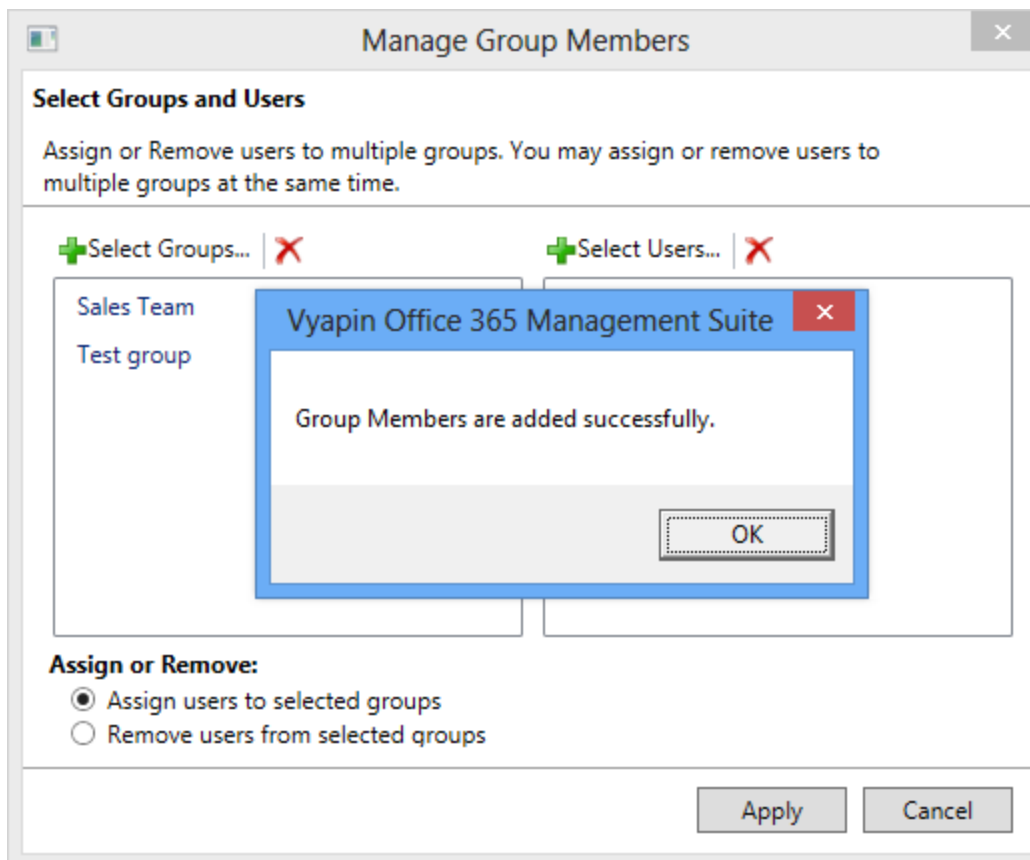 Manage Group Members
Select Groups and Users
Assign or Remove users to multiple groups. You may assign or remove users to
multiple groups at the same time.
Select Groups...
Select Users...
Sales Team
Test group
Vyapin Office 365 Management Suite
Group Members are added successfully.
OK
Assign or Remove:
Assign users to selected groups
Remove users from selected groups
Apply
Cancel